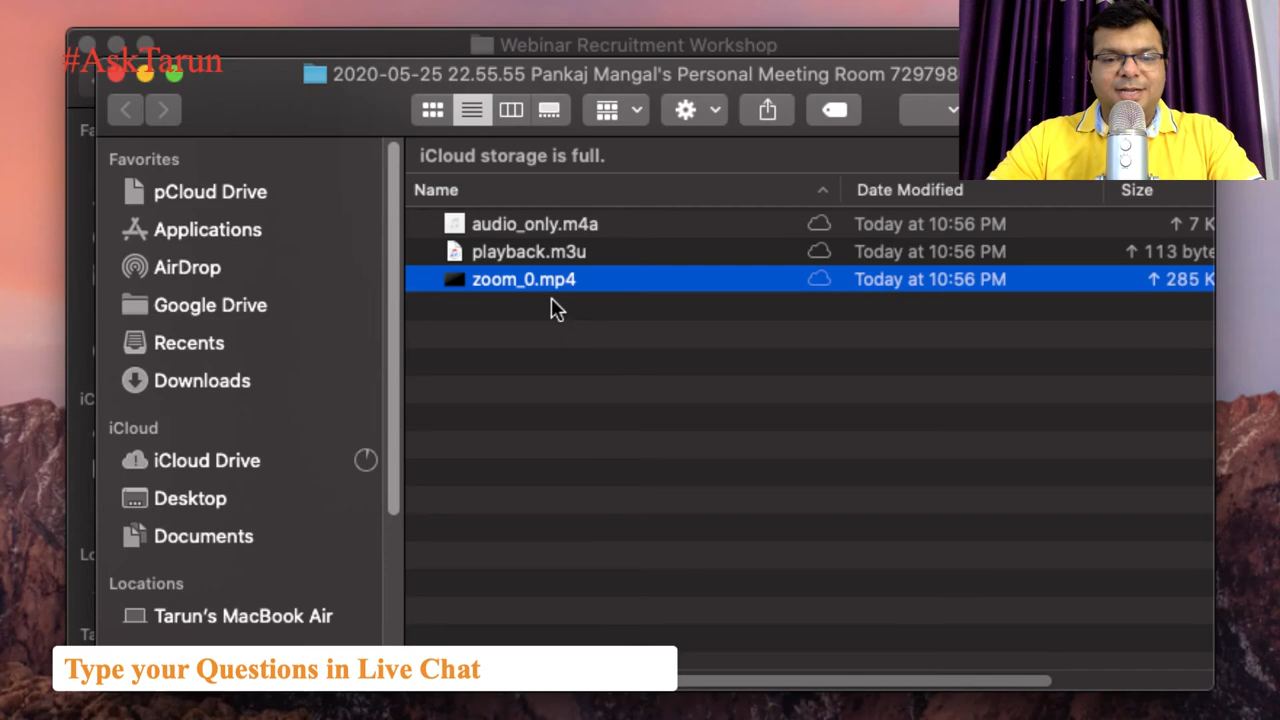 Webinar Recruitment Workshop
#AskTarun
2020-05-25 22.55.55 Pankaj Mangal's Personal Meeting Room 729798
iCloud storage is full.
Name
Date Modified
Size
audio_only.m4a
Today at 10:56 PM
↑ 7 K
playback.m3u
Today at 10:56 PM
↑ 113 byte
zoom_0.mp4
Today at 10:56 PM
↑ 285 K
Favorites
pCloud Drive
Applications
AirDrop
Google Drive
Recents
Downloads
iCloud
iCloud Drive
Desktop
Documents
Locations
Tarun's MacBook Air
Type your Questions in Live Chat